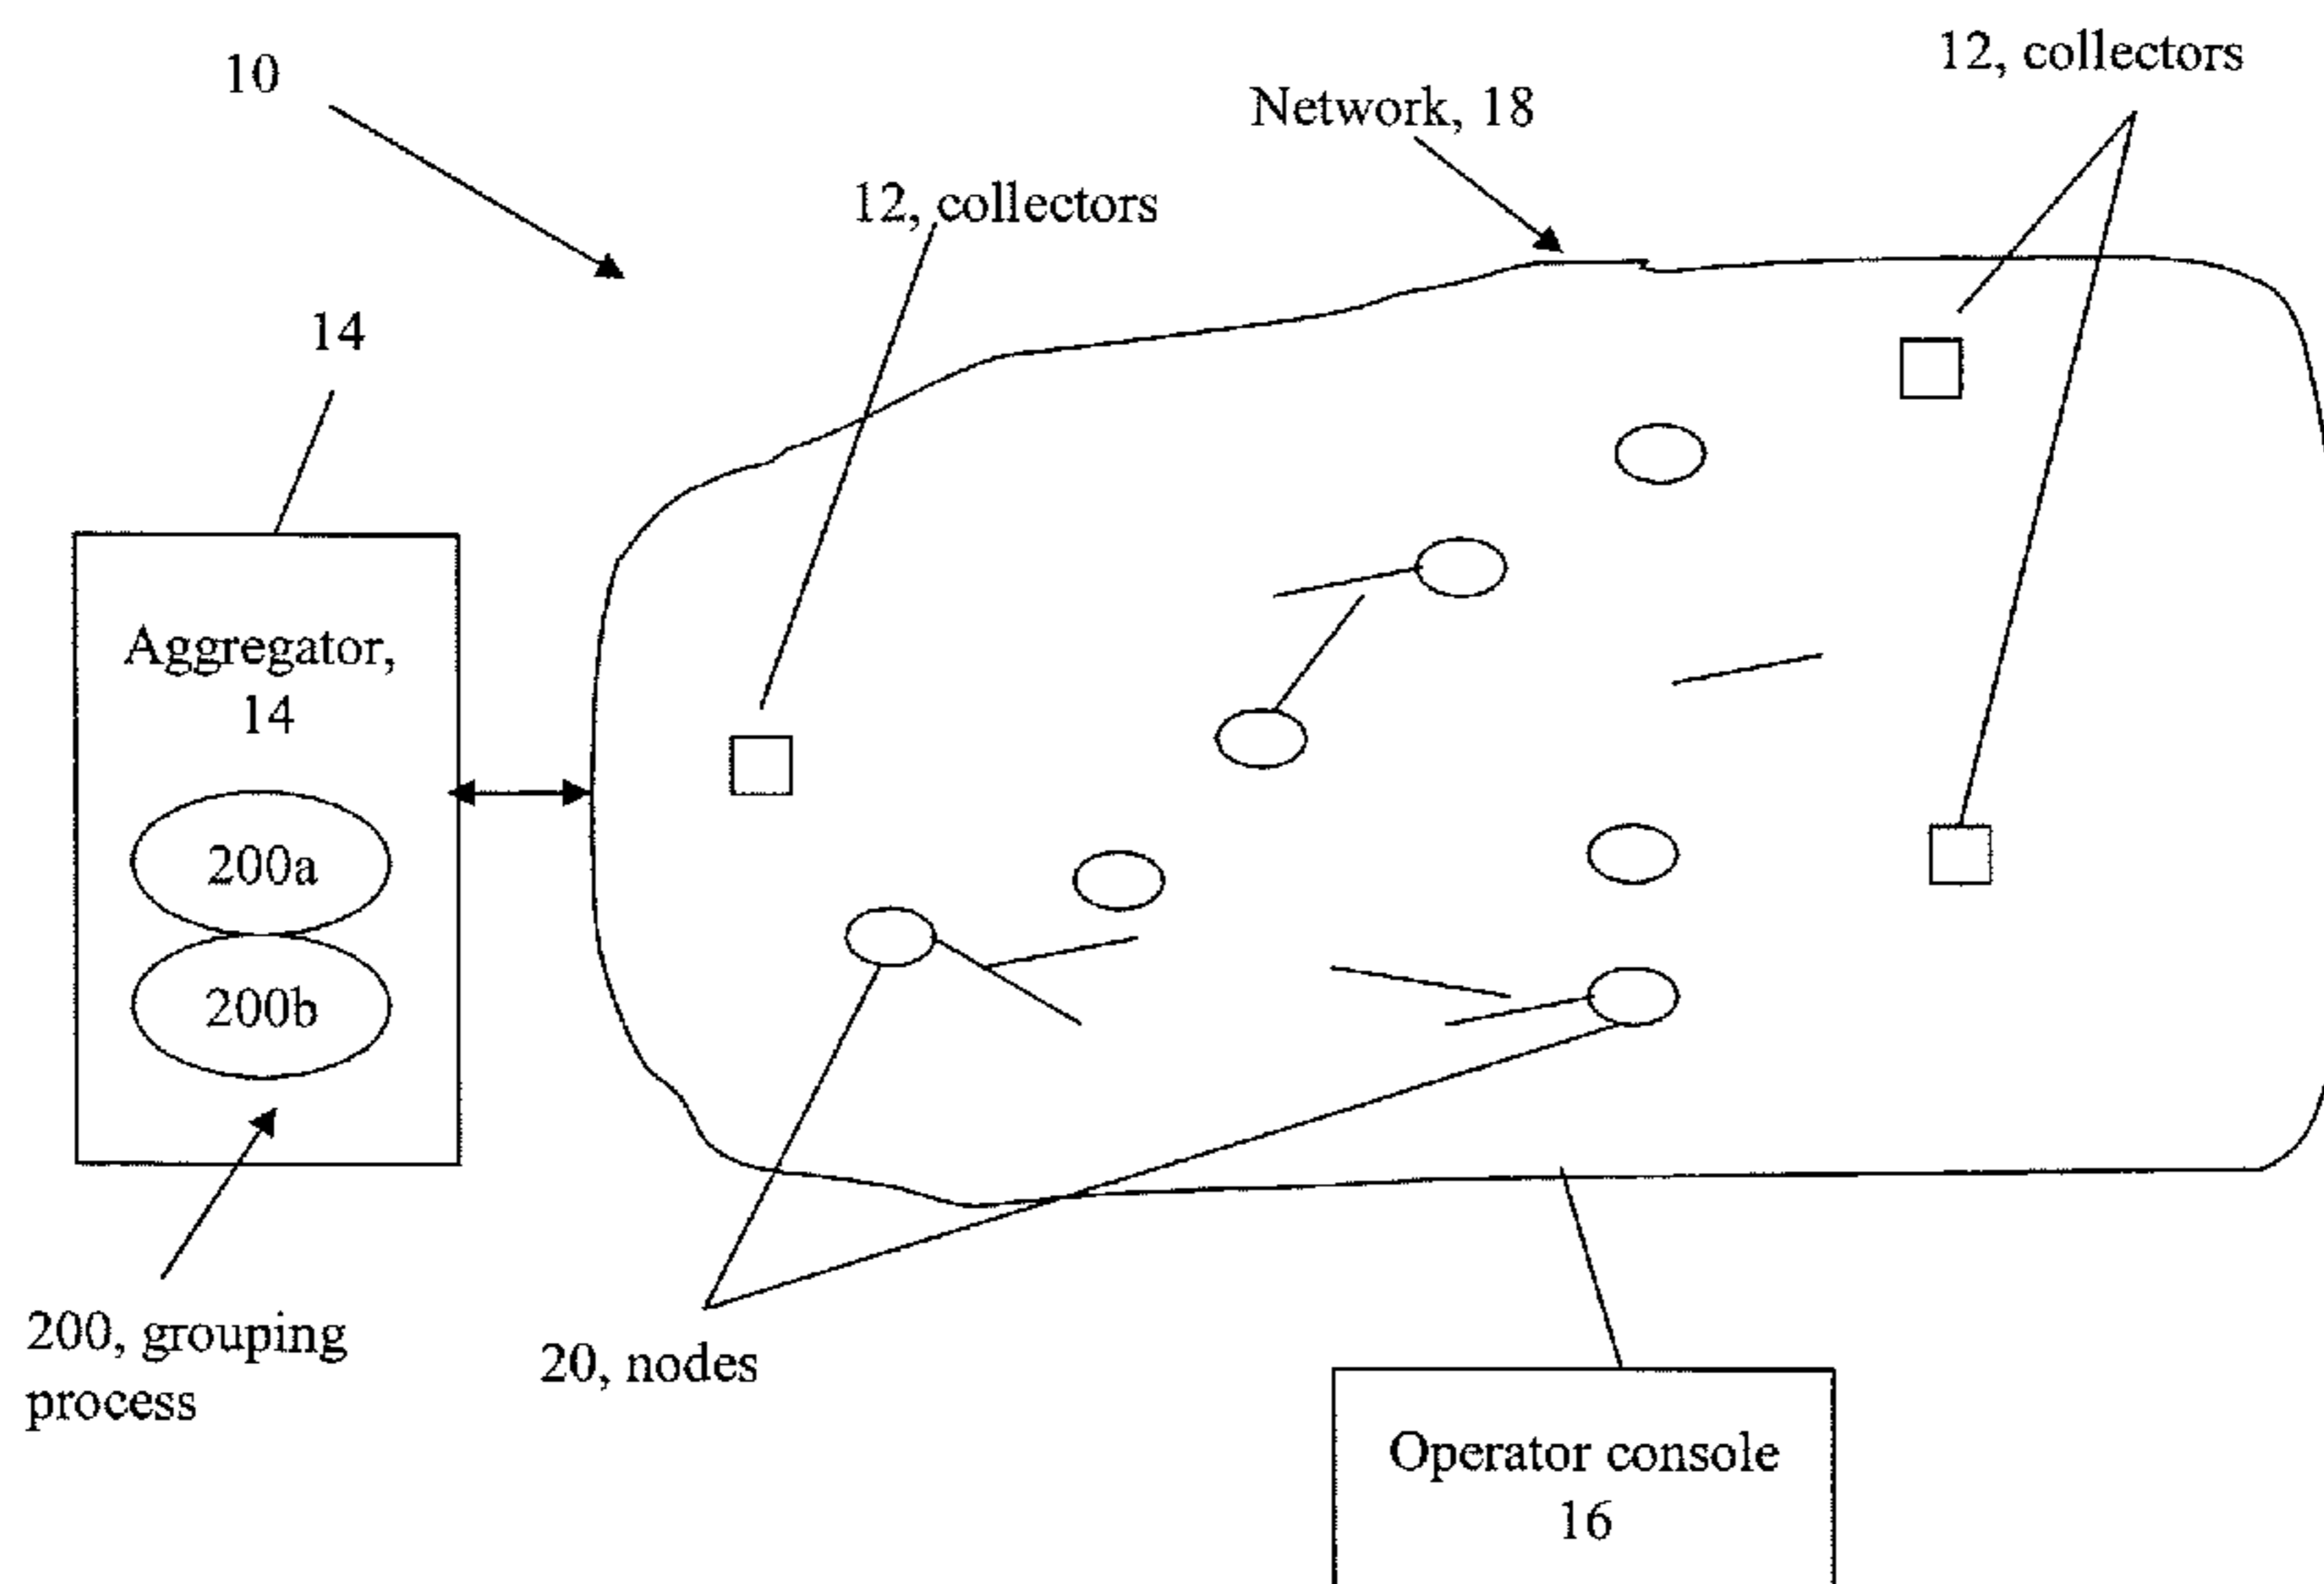 10
12, collectors
Network, 18
12, collectors
14
Aggregator,
14
200a
200b
200, grouping
process
20, nodes
Operator console
16